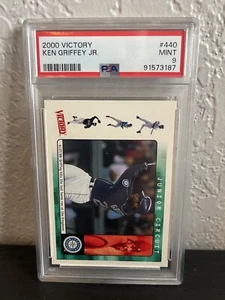 2000 VICTORY #440
KEN GRIFFEY JR. MINT
9
PSA 91573187
VICTORY
JUNIOR CIRCUIT